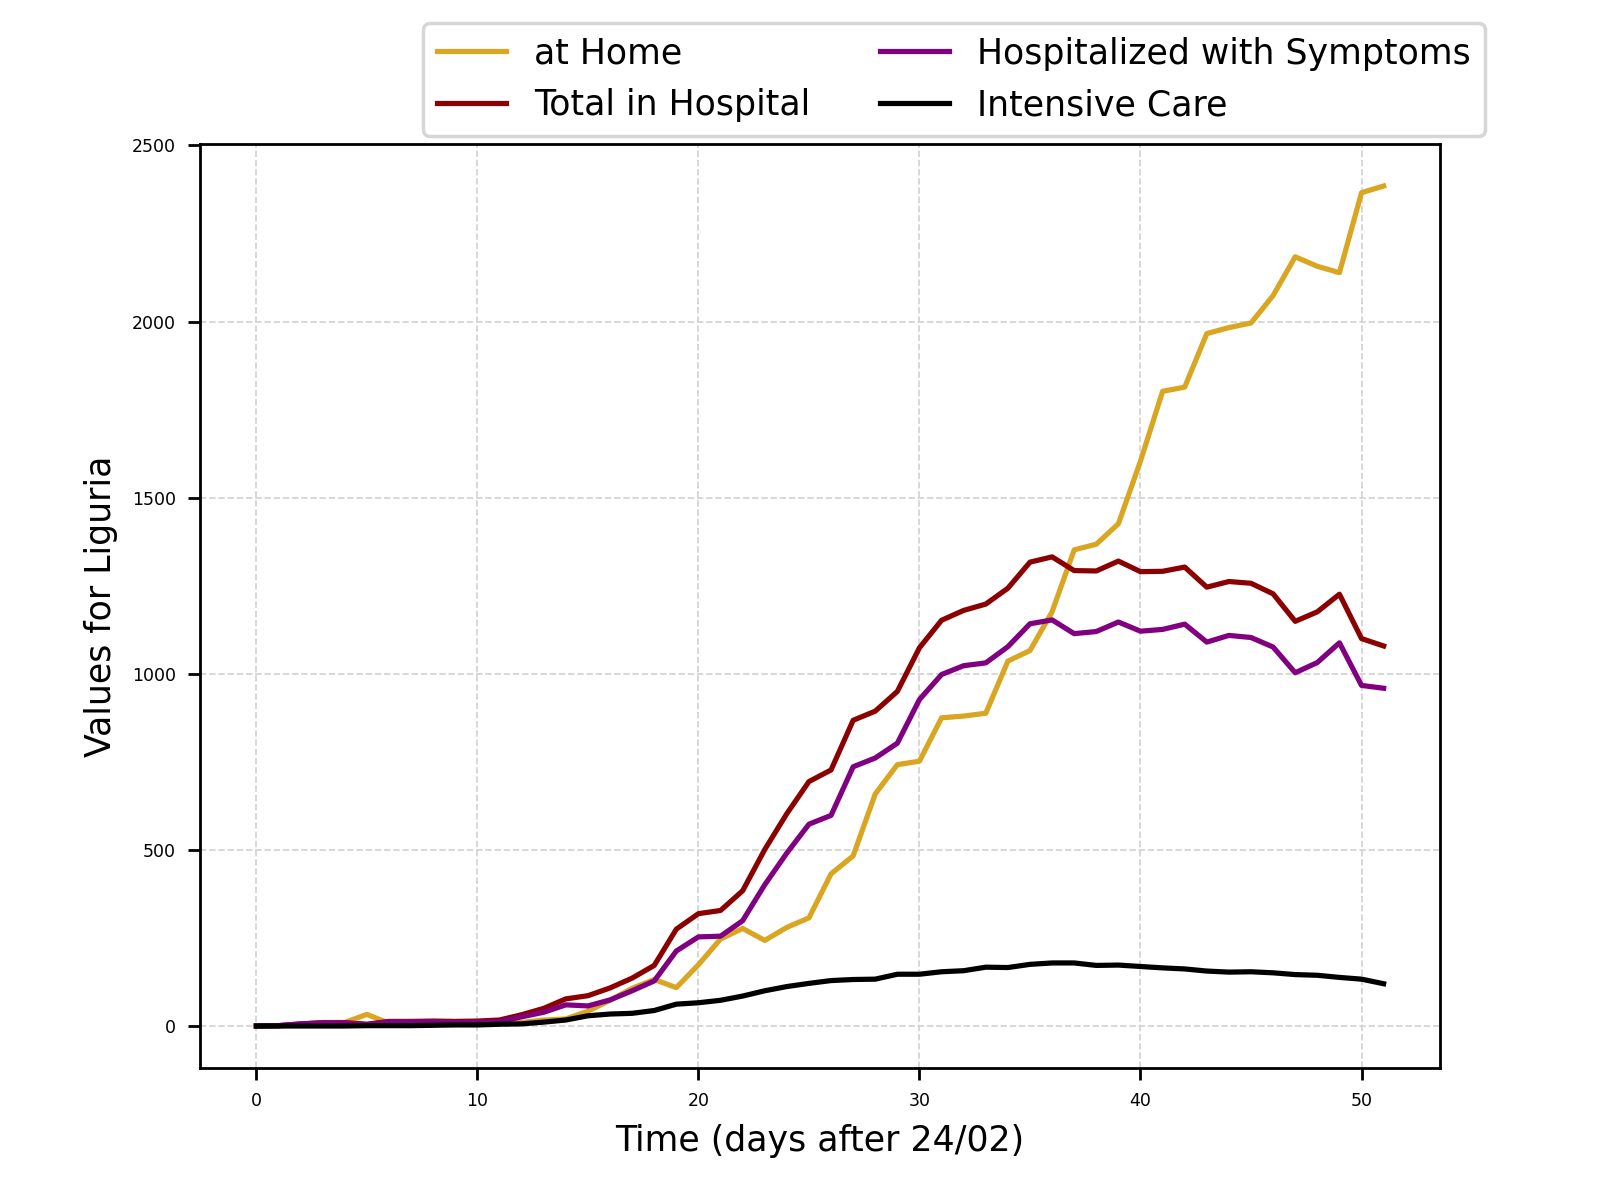 at Home
Total in Hospital
Hospitalized with Symptoms
Intensive Care
2500
2000
1500
1000
500
0
Values for Liguria
0 10 20 30 40 50
Time (days after 24/02)